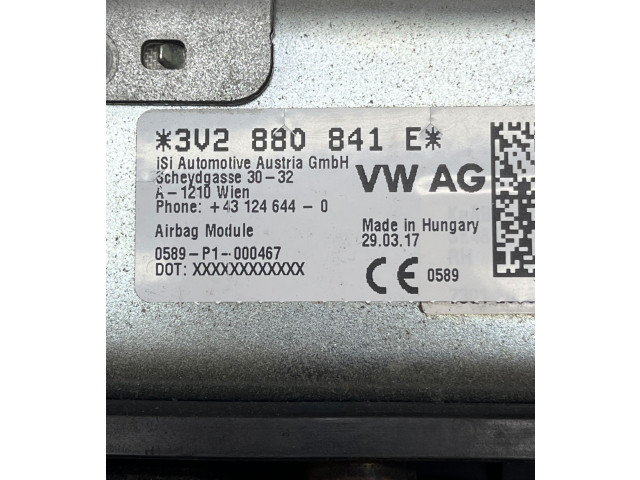 *3V2 880 841 E*
iSi Automotive Austria GmbH
Scheydgasse 30-32
A-1210 Wien
Phone: +43 124 644 - 0
VW AG
Airbag Module
0589-P1-000467
DOT: XXXXXXXXXXXX
Made in Hungary
29.03.17
CE 0589